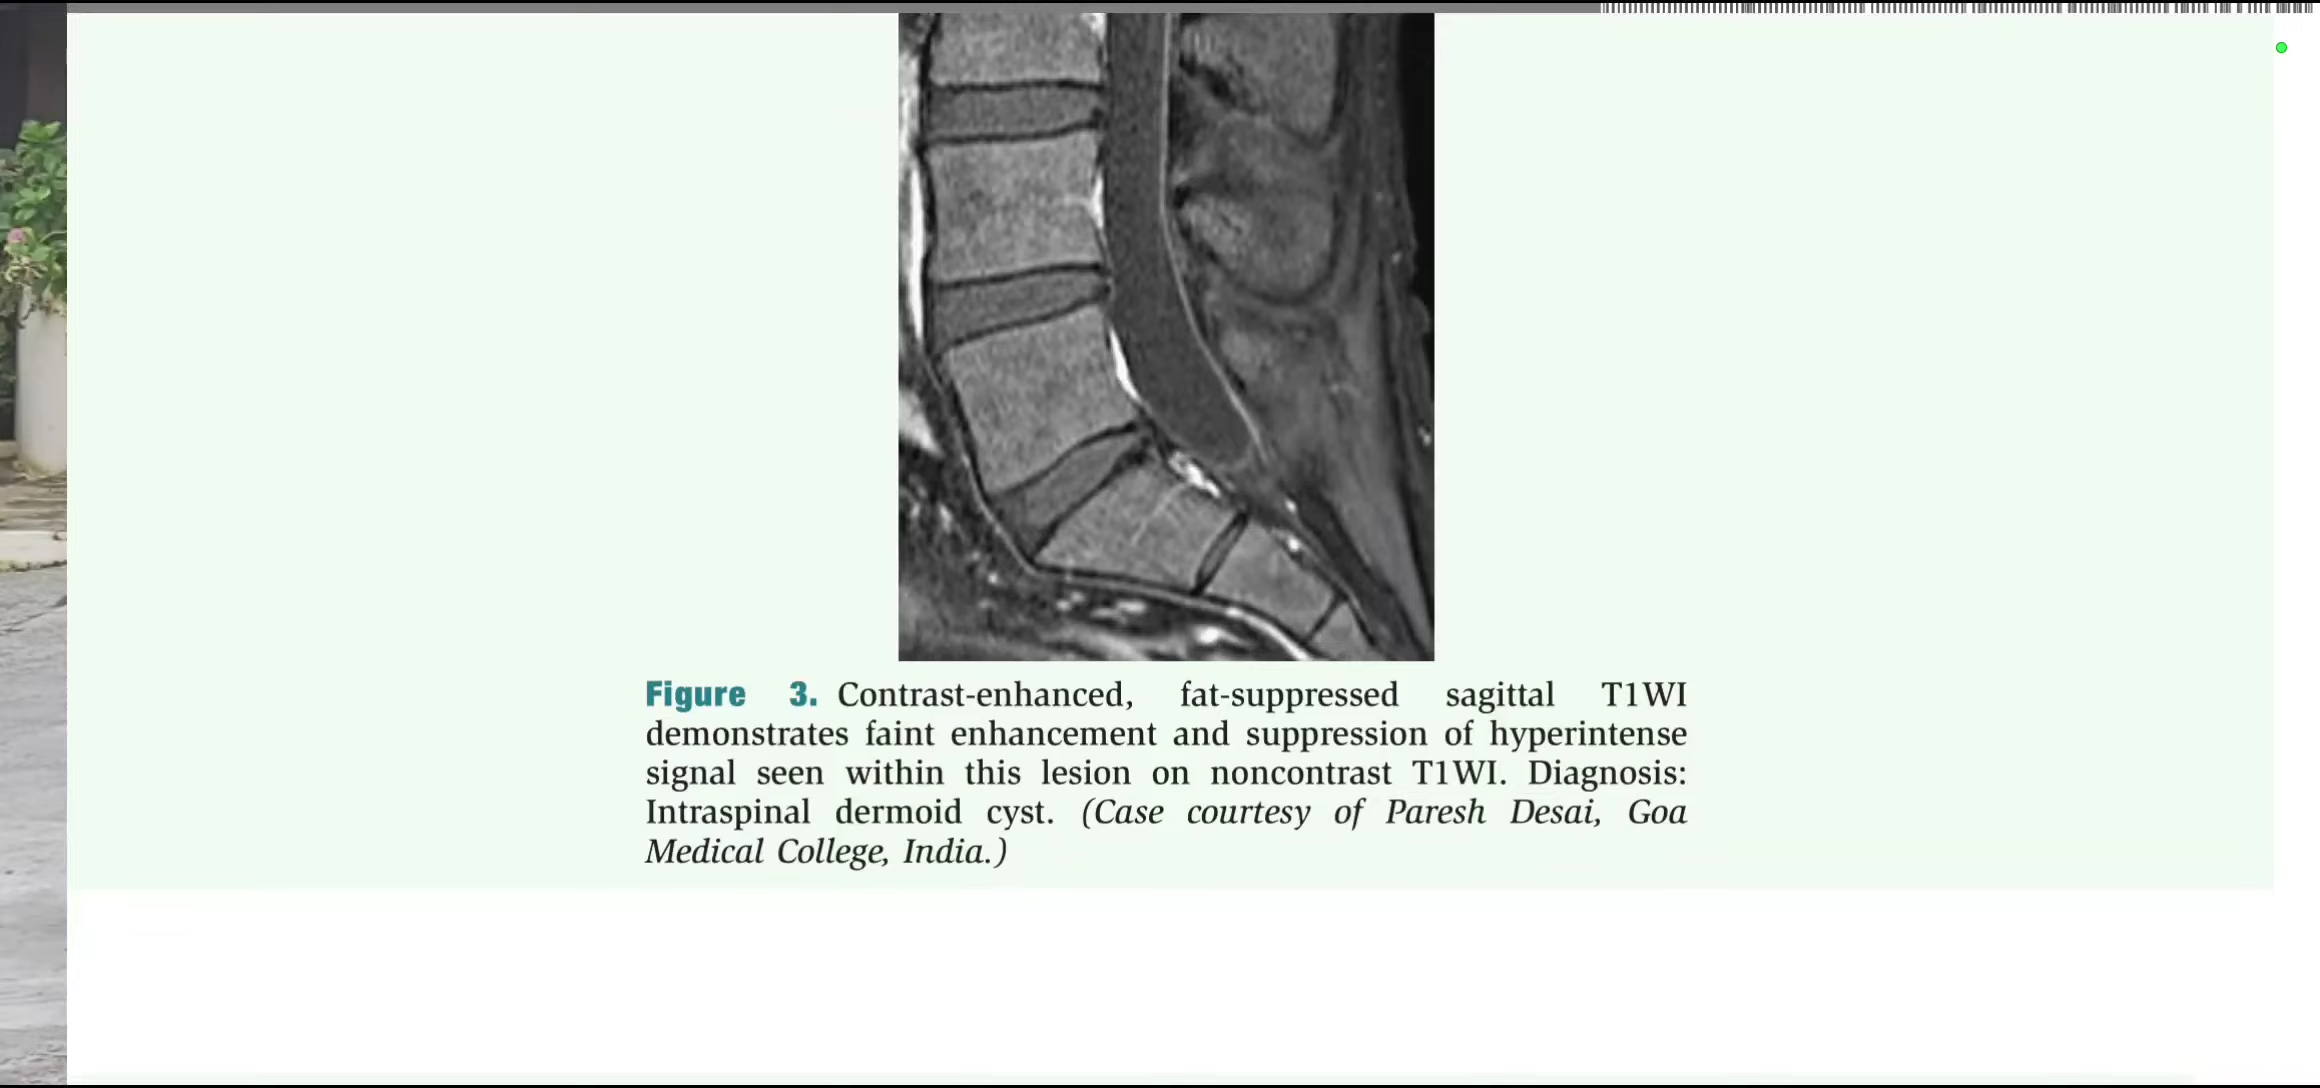 Figure 3. Contrast-enhanced, fat-suppressed sagittal T1WI
demonstrates faint enhancement and suppression of hyperintense
signal seen within this lesion on noncontrast T1WI. Diagnosis:
Intraspinal dermoid cyst. (Case courtesy of Paresh Desai, Goa
Medical College, India.)